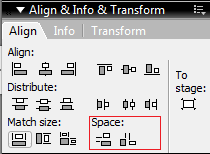 Align & Info & Transform
Align Info Transform
Align:
To
stage:
Distribute:
Match size: Space: